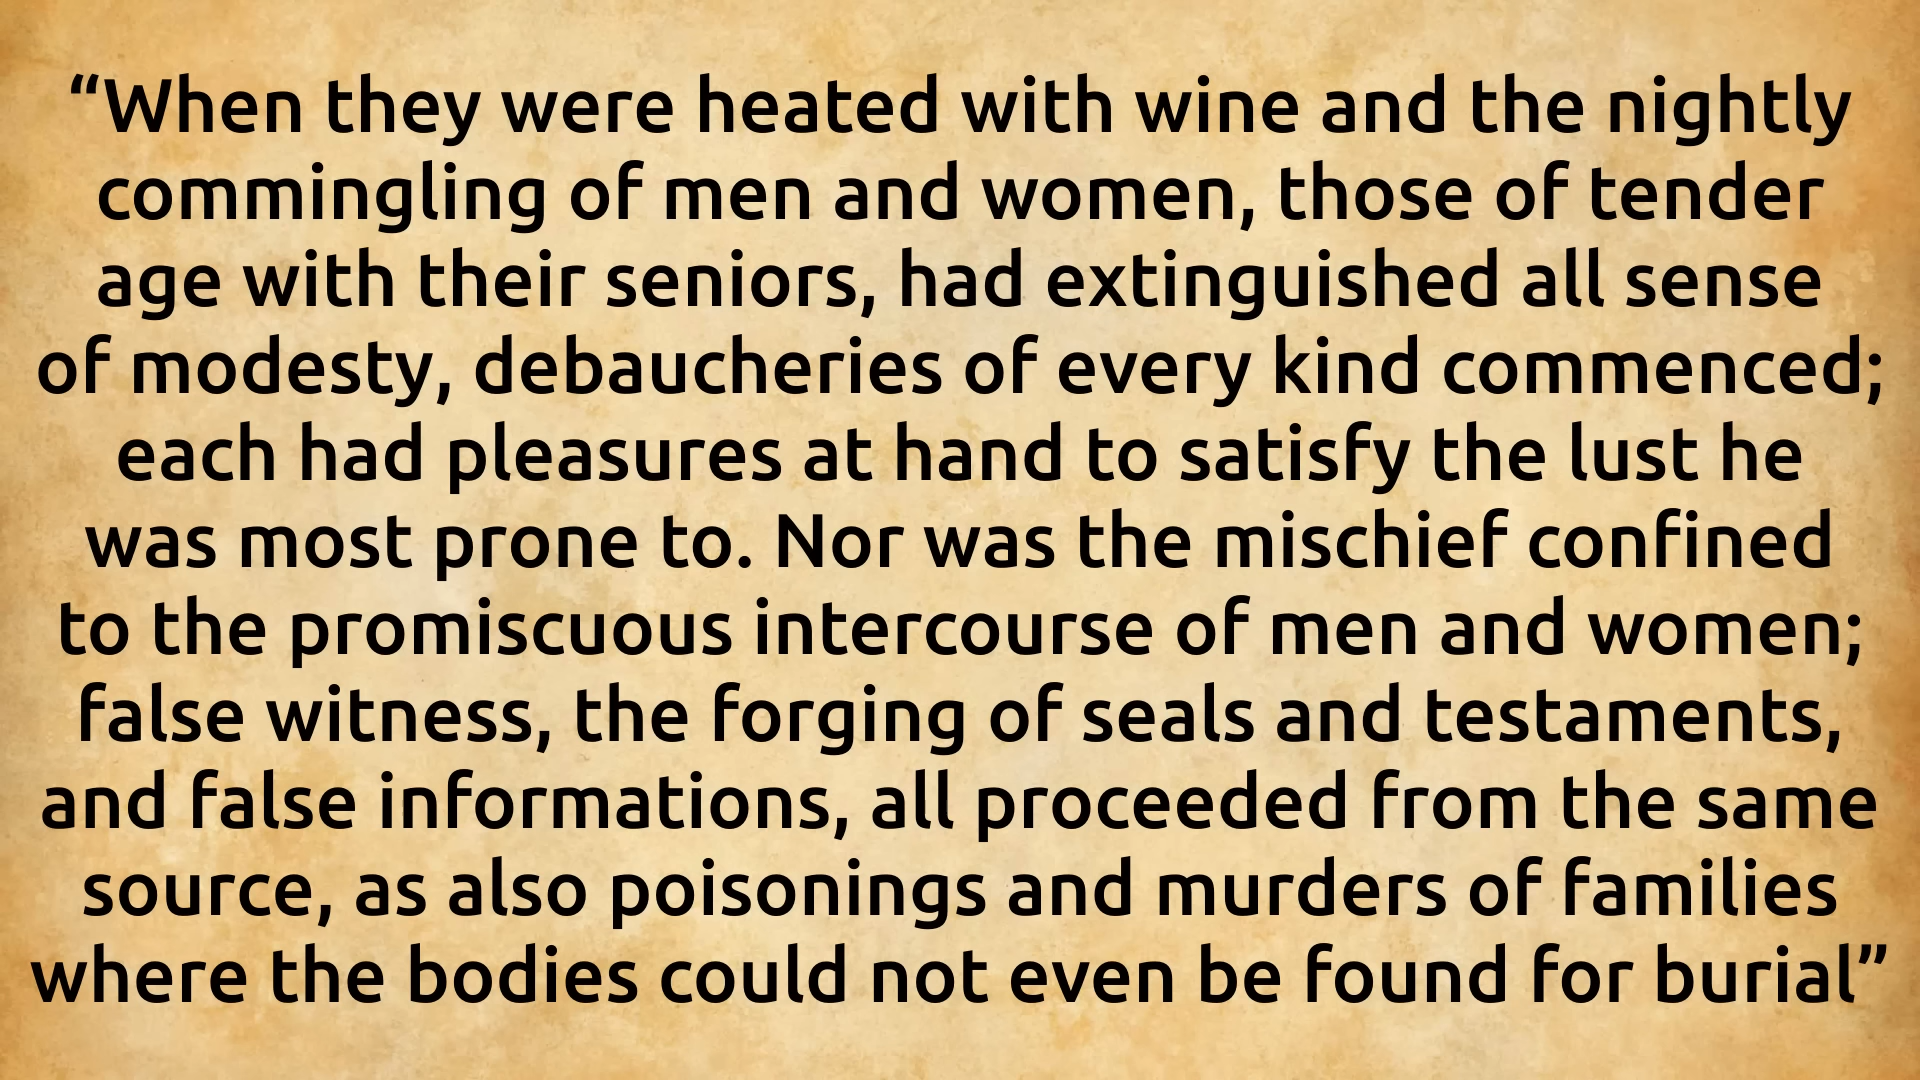 “When they were heated with wine and the nightly
commingling of men and women, those of tender
age with their seniors, had extinguished all sense
of modesty, debaucheries of every kind commenced;
each had pleasures at hand to satisfy the lust he
was most prone to. Nor was the mischief confined
to the promiscuous intercourse of men and women;
false witness, the forging of seals and testaments,
and false informations, all proceeded from the same
source, as also poisonings and murders of families
where the bodies could not even be found for burial”